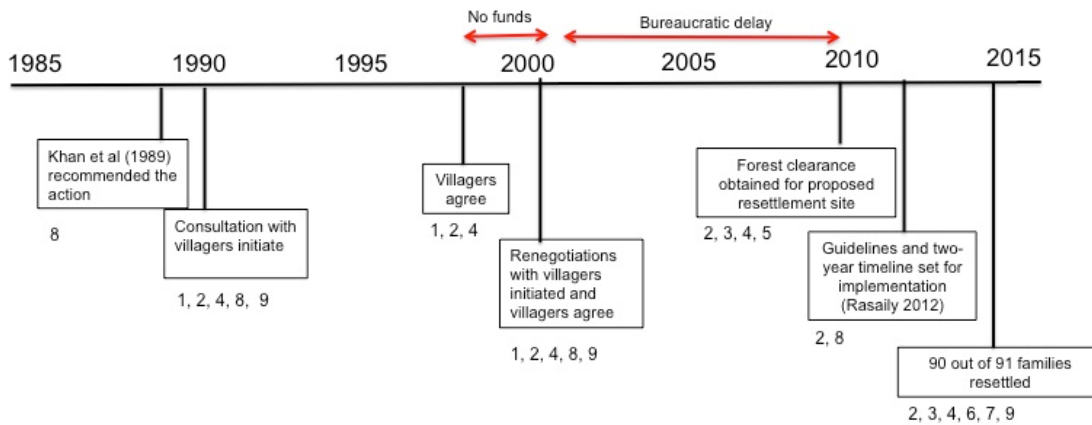 No funds
Bureaucratic delay
1985 1990 1995 2000 2005 2010 2015
Khan et al (1989)
recommended the
action
8
Consultation with
villagers initiate
1, 2, 4, 8, 9
Villagers
agree
1, 2, 4
Renegotiations with
villagers
initiated and
villagers agree
1, 2, 4, 8, 9
Forest clearance
obtained for proposed
resettlement site
2, 3, 4, 5
Guidelines and two-
year timeline set for
implementation
(Rasaily 2012)
2, 8
90 out of 91 families
resettled
2, 3, 4, 6, 7, 9